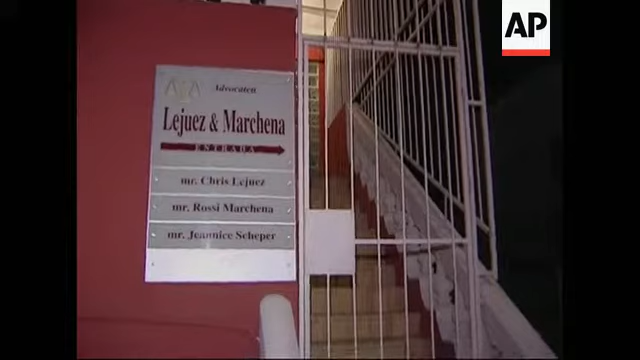 AP
Advocaten
Lejuez & Marchena
ENTRADA
mr. Chris Lejuez
mr. Rossi Marchena
mr. Jeannice Scheper